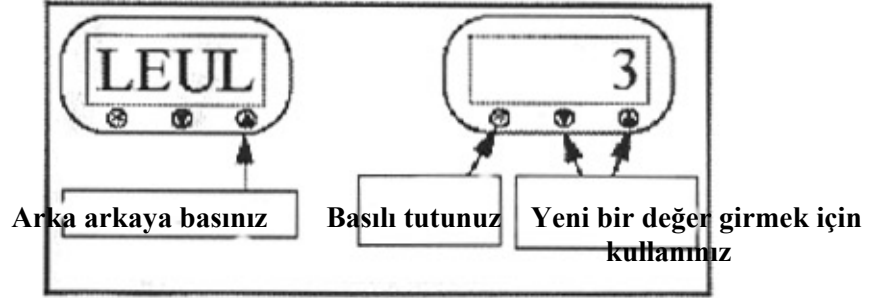 LEUL
3
Arka arkaya basınız
Basılı tutunuz
Yeni bir değer girmek için
kullanınız